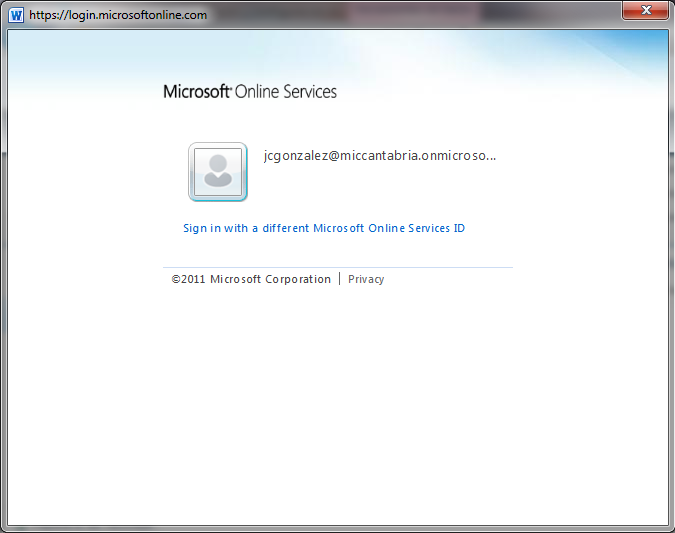 https://login.microsoftonline.com
Microsoft® Online Services
jcgonzalez@miccantabria.onmicroso...
Sign in with a different Microsoft Online Services ID
©2011 Microsoft Corporation | Privacy